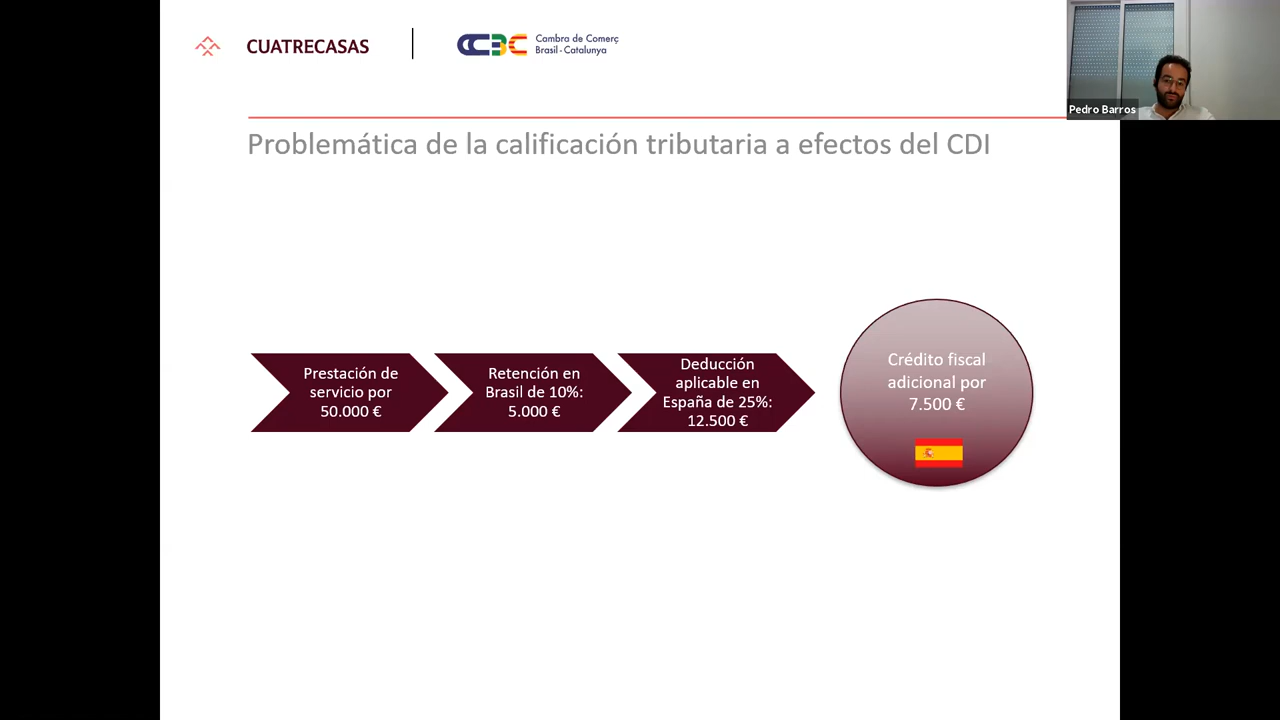 CUATRECASAS
CCBC
Cambra de Comerç
Brasil - Catalunya
Pedro Barros
Problemática de la calificación tributaria a efectos del CDI
Prestación de
servicio por
50.000 €
Retención en
Brasil de 10%:
5.000 €
Deducción
aplicable en
España de 25%:
12.500 €
Crédito fiscal
adicional por
7.500 €